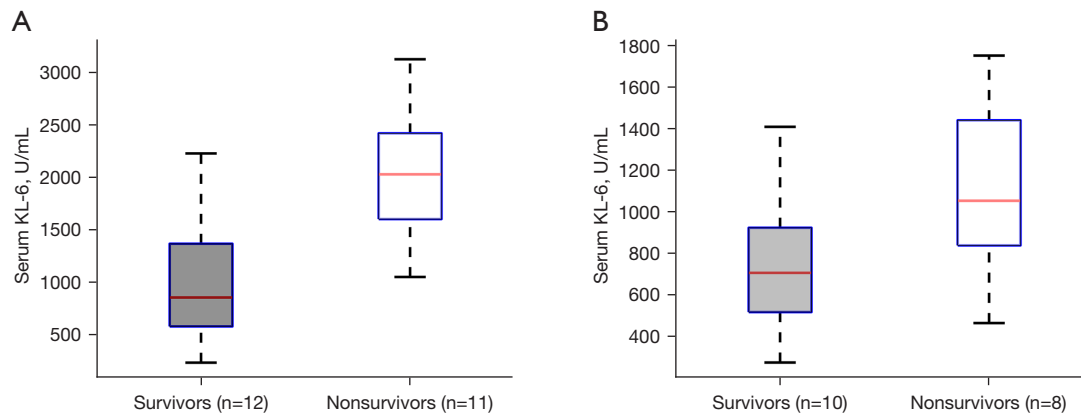 A
Serum KL-6, U/mL
3000
2500
2000
1500
1000
500
Survivors (n=12)
Nonsurvivors (n=11)
B
Serum KL-6, U/mL
1800
1600
1400
1200
1000
800
600
400
Survivors (n=10)
Nonsurvivors (n=8)